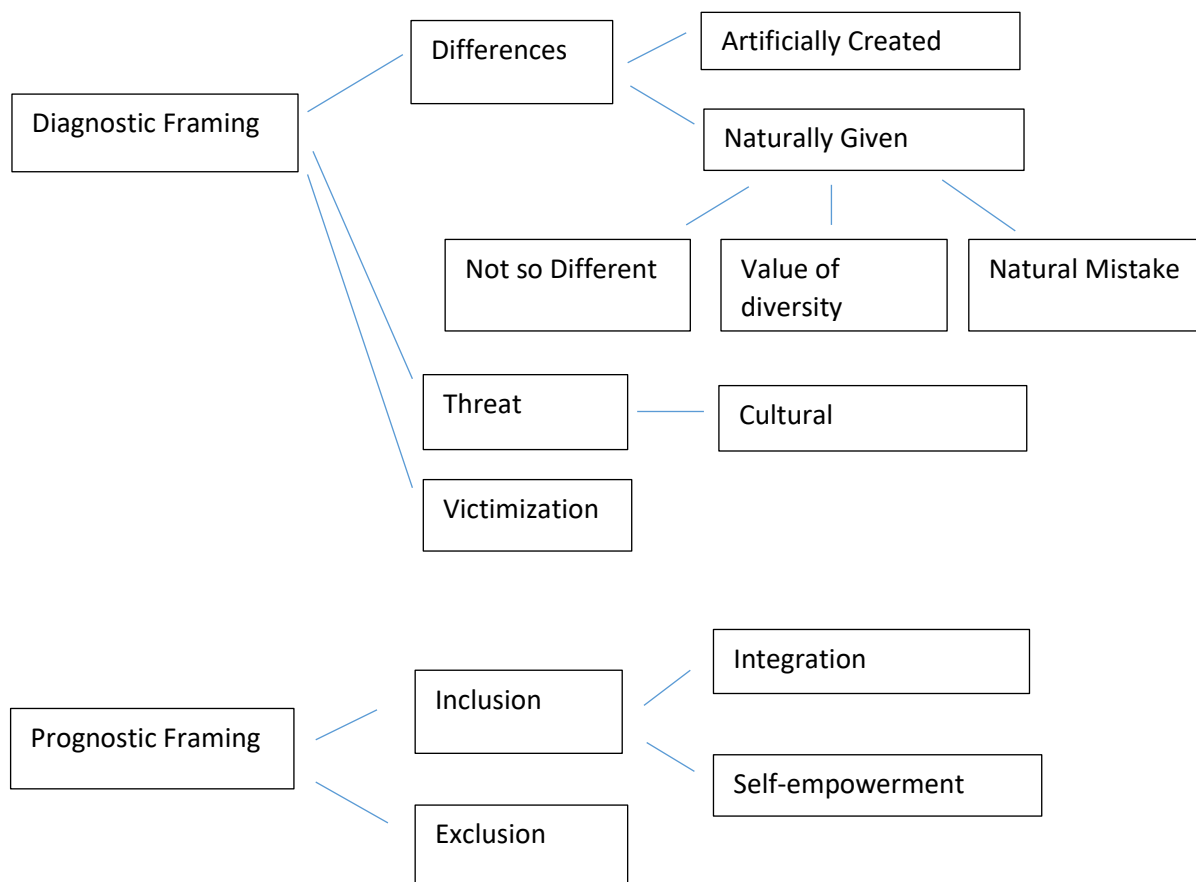 Differences
Artificially Created
Diagnostic Framing
Naturally Given
Not so Different
Value of
diversity
Natural Mistake
Threat
Cultural
Victimization
Integration
Inclusion
Prognostic Framing
Self-empowerment
Exclusion